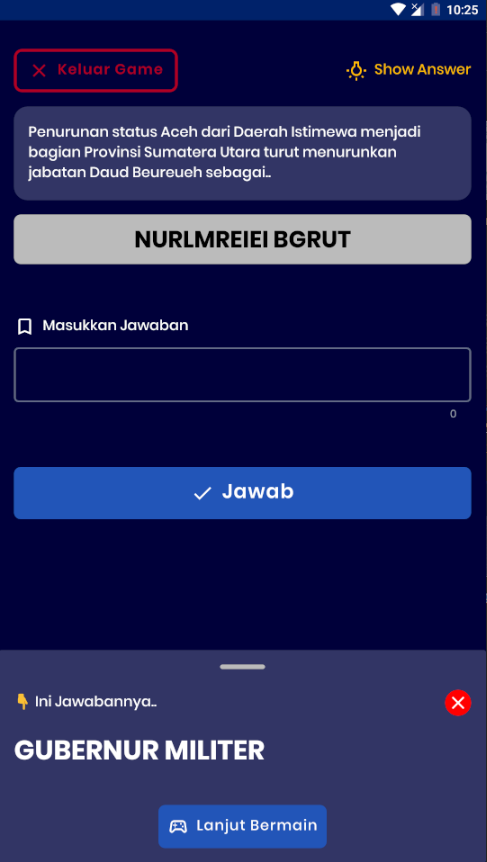 10:25
Keluar Game
Show Answer
Penurunan status Aceh dari Daerah Istimewa menjadi
bagian Provinsi Sumatera Utara turut menurunkan
jabatan Daud Beureueh sebagai..
NURLMREIEI BGRUT
Masukkan Jawaban
0
Jawab
Ini Jawabannya..
GUBERNUR MILITER
Lanjut Bermain